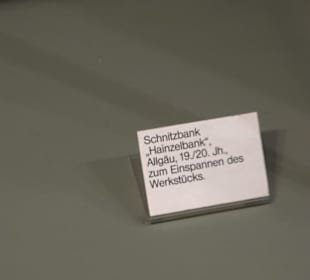 Schnitzbank
„Hainzelbank“,
Allgäu, 19./20. Jh.,
zum Einspannen des
Werkstücks.